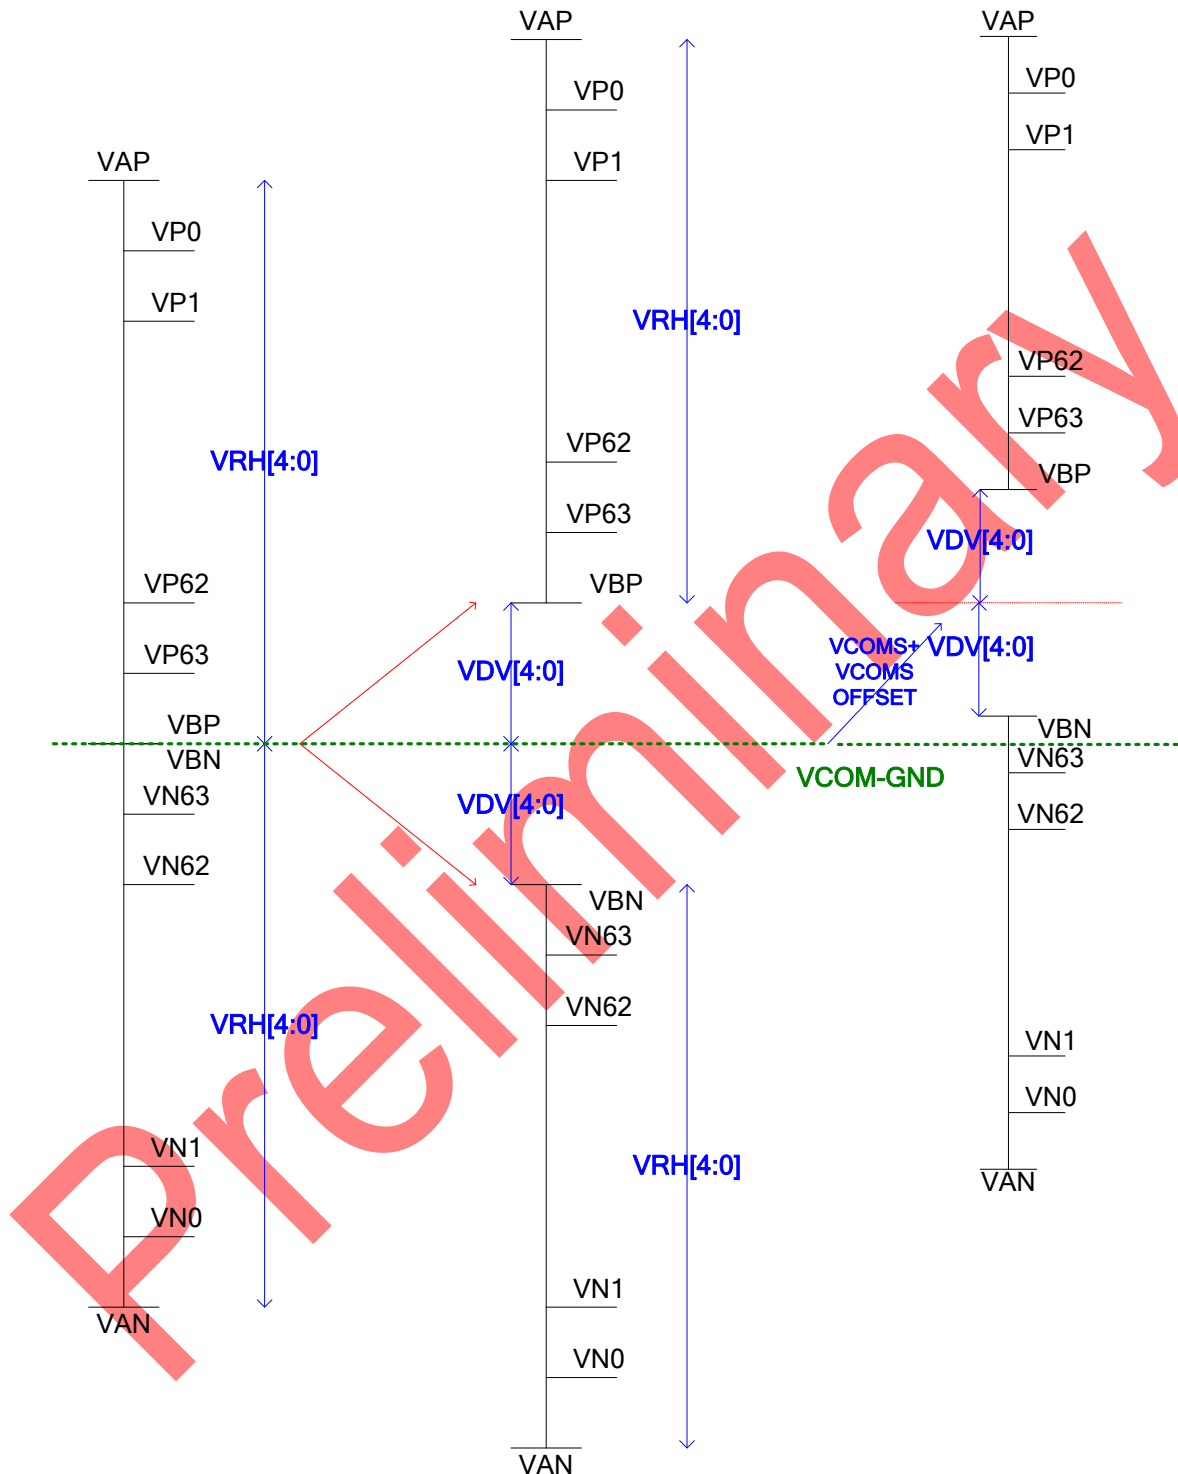 VAP
VP0
VP1
VRH[4:0]
VP62
VP63
VBP
VBN
VN63
VN62
VRH[4:0]
VN1
VN0
VAN
VAP
VP0
VP1
VRH[4:0]
VP62
VP63
VBP
VDV[4:0]
VDV[4:0]
VBN
VN63
VN62
VRH[4:0]
VN1
VN0
VAN
VAP
VP0
VP1
VP62
VP63
VBP
VDV[4:0]
VCOMS+
VCOMS
OFFSET
VDV[4:0]
VBN
VCOM-GND
VN63
VN62
VN1
VN0
VAN
Preliminary